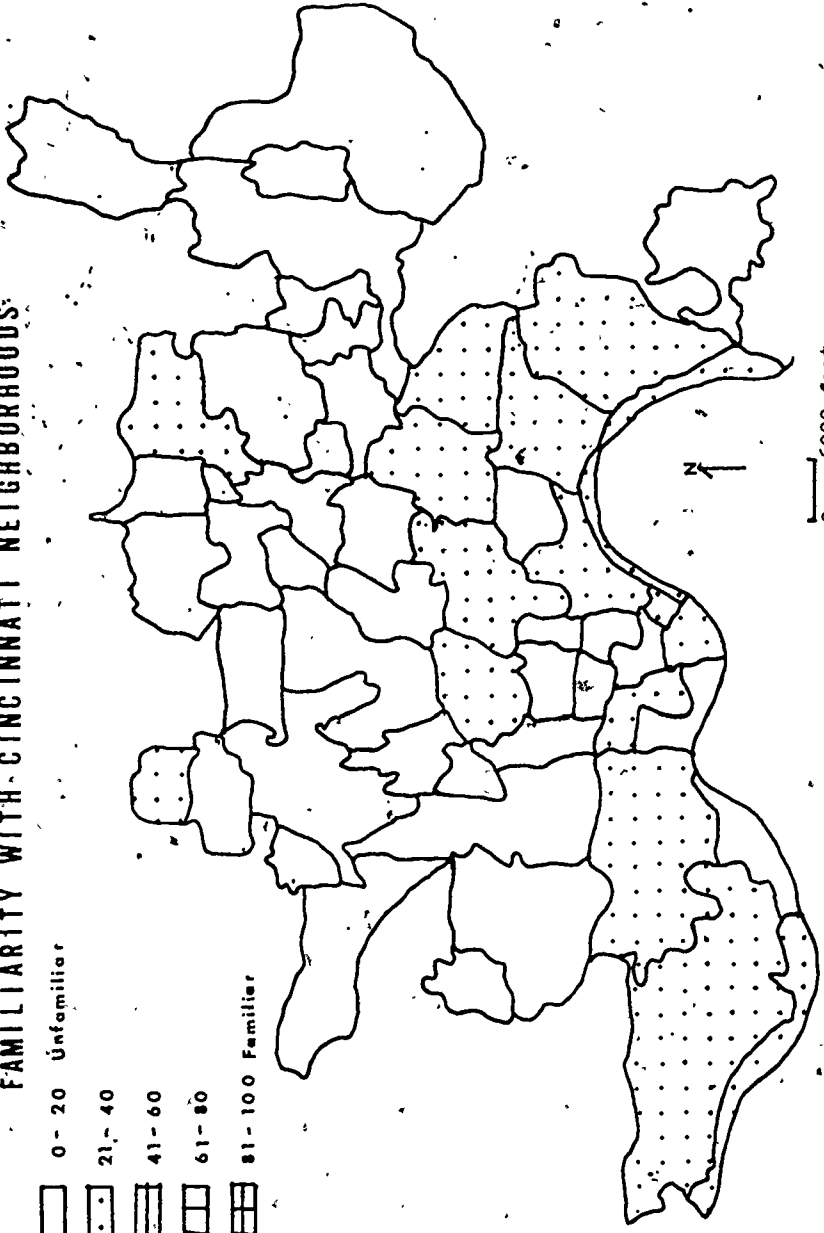 FAMILIARITY WITH CINCINNATI NEIGHBORHOODS
0 - 20 Unfamiliar
21 - 40
41 - 60
61 - 80
81 - 100 Familiar
N